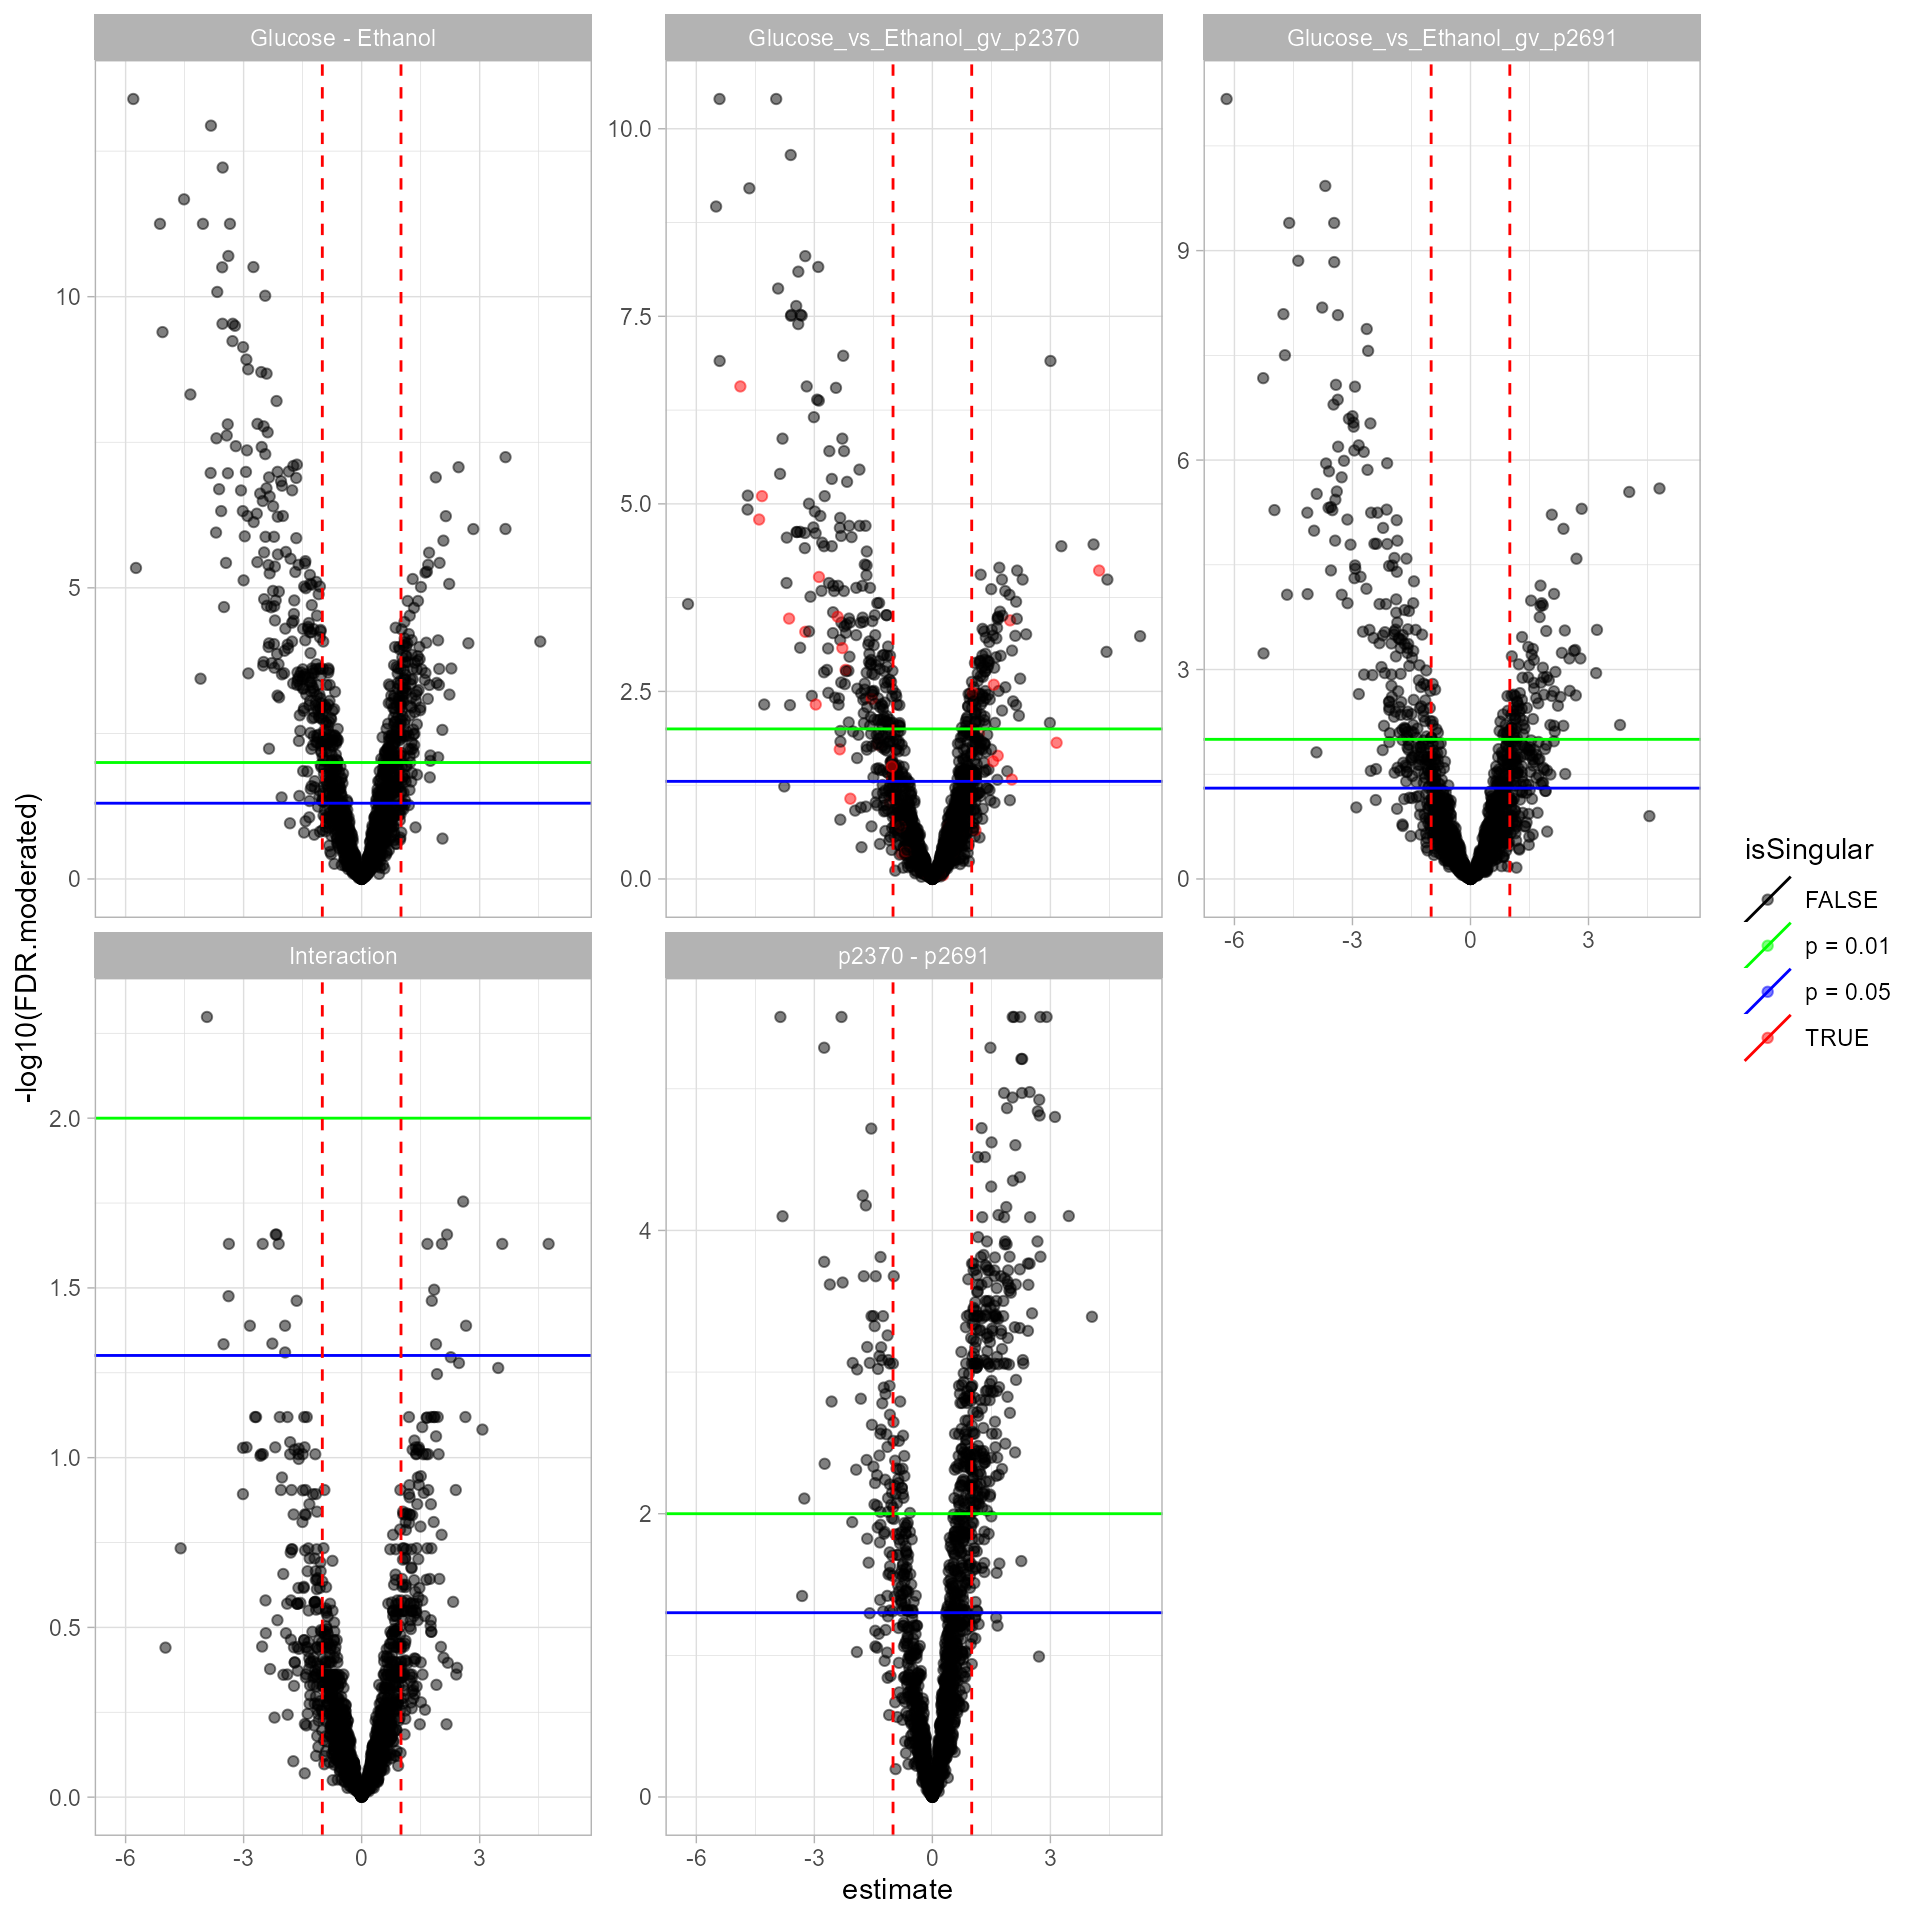 Glucose - Ethanol
Glucose_vs_Ethanol_gv_p2370
Glucose_vs_Ethanol_gv_p2691
10
5
0
10.0
7.5
5.0
2.5
0.0
9
6
3
0
-6 -3 0 3
Interaction
p2370 - p2691
2.0
1.5
1.0
0.5
0.0
4
2
0
-6 -3 0 3
-6 -3 0 3
estimate
-log10(FDR.moderated)
isSingular
FALSE
p = 0.01
p = 0.05
TRUE